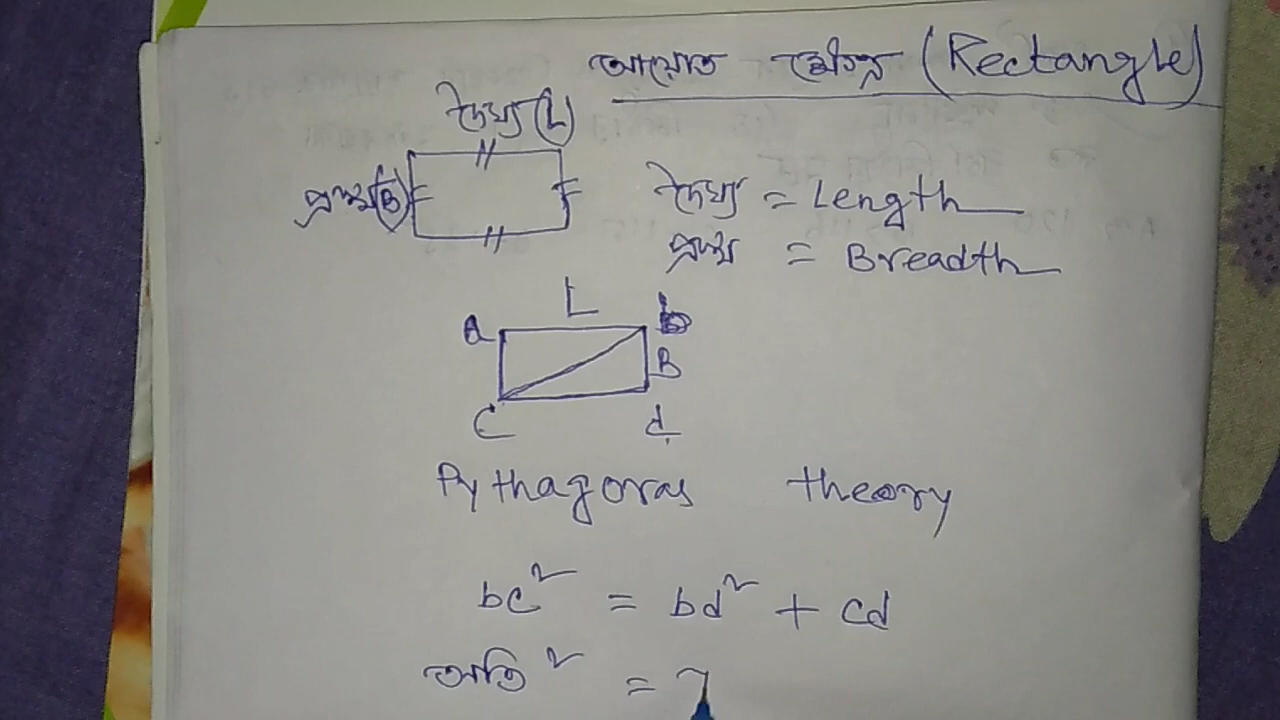 আয়োত ক্ষেত্র (Rectangle)
দৈর্ঘ্য (L)
প্রস্থ (B)
দৈর্ঘ্য = Length
প্রস্থ = Breadth
L
A b
B
C d
Pythagoras theory
bc² = bd² + cd
অতি² =